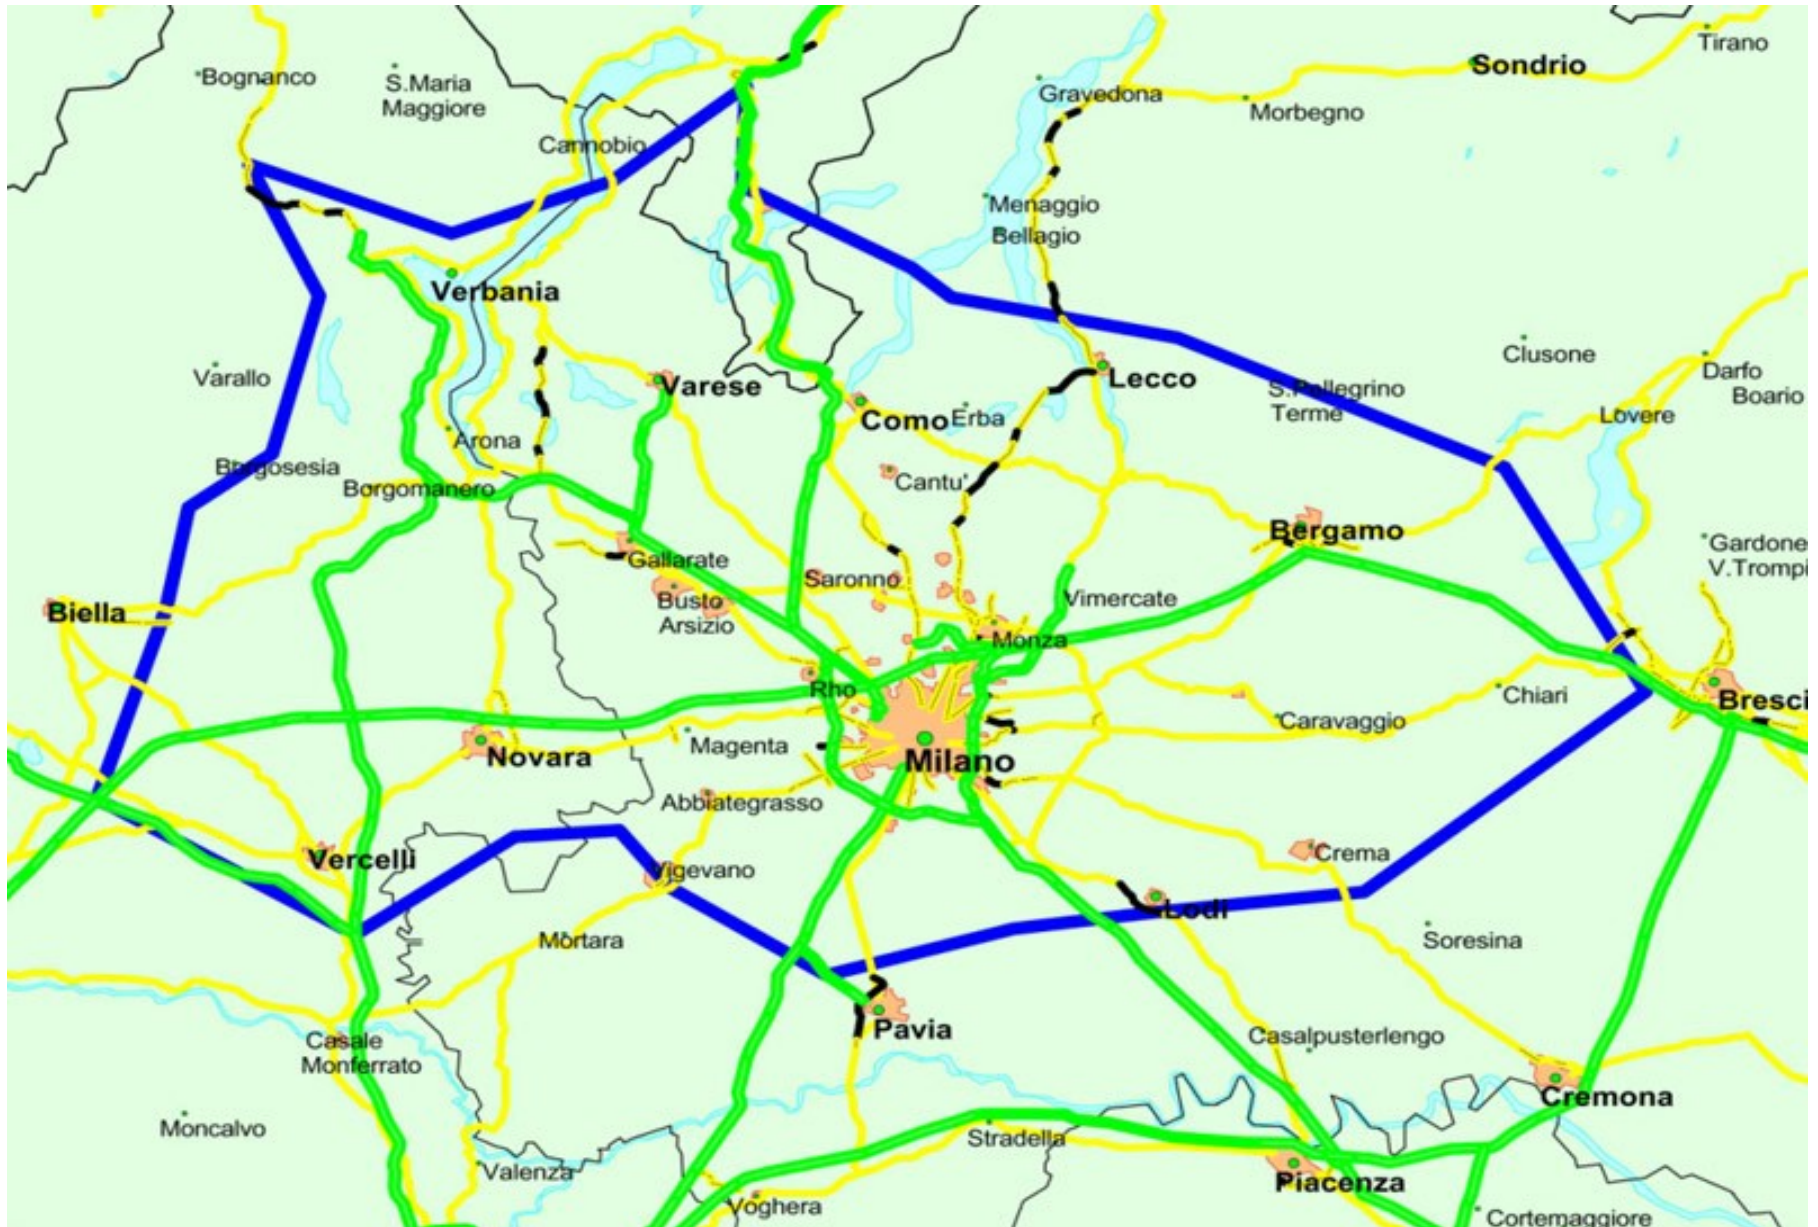 Sondrio
Tirano
Bognanco
S.Maria
Maggiore
Gravedona
Morbegno
Cannobio
Menaggio
Bellagio
Verbania
Varallo
Varese
Lecco
Clusone
Darfo
Boario
S.Pellegrino
Terme
Lovere
Como
Erba
Arona
Borgosesia
Borgomanero
Cantu'
Bergamo
Gardone
V.Trompi
Gallarate
Saronno
Busto
Arsizio
Vimercate
Biella
Monza
Rho
Chiari
Bresci
Caravaggio
Magenta
Novara
Milano
Abbiategrasso
Vercelli
Crema
Vigevano
Lodi
Mortara
Soresina
Pavia
Casale
Monferrato
Casalpusterlengo
Cremona
Moncalvo
Stradella
Valenza
Piacenza
Voghera
Cortemaggiore